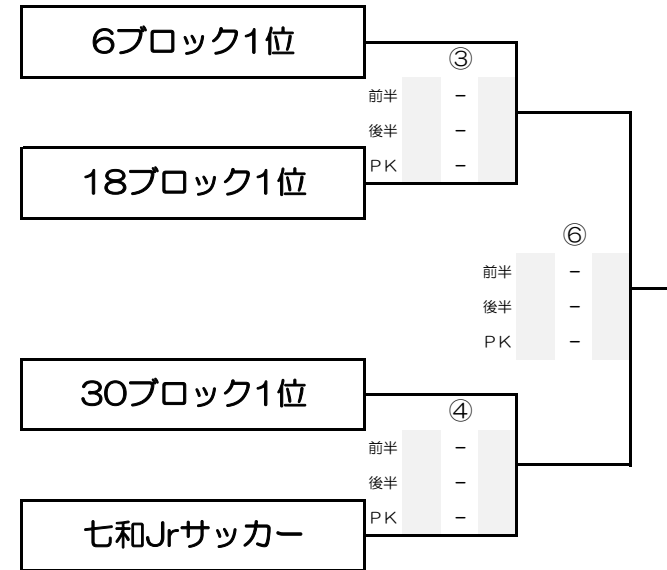 6ブロック1位
③
前半 -
後半 -
PK -
18ブロック1位
⑥
前半 -
後半 -
PK -
30ブロック1位
④
前半 -
後半 -
PK -
七和Jrサッカー